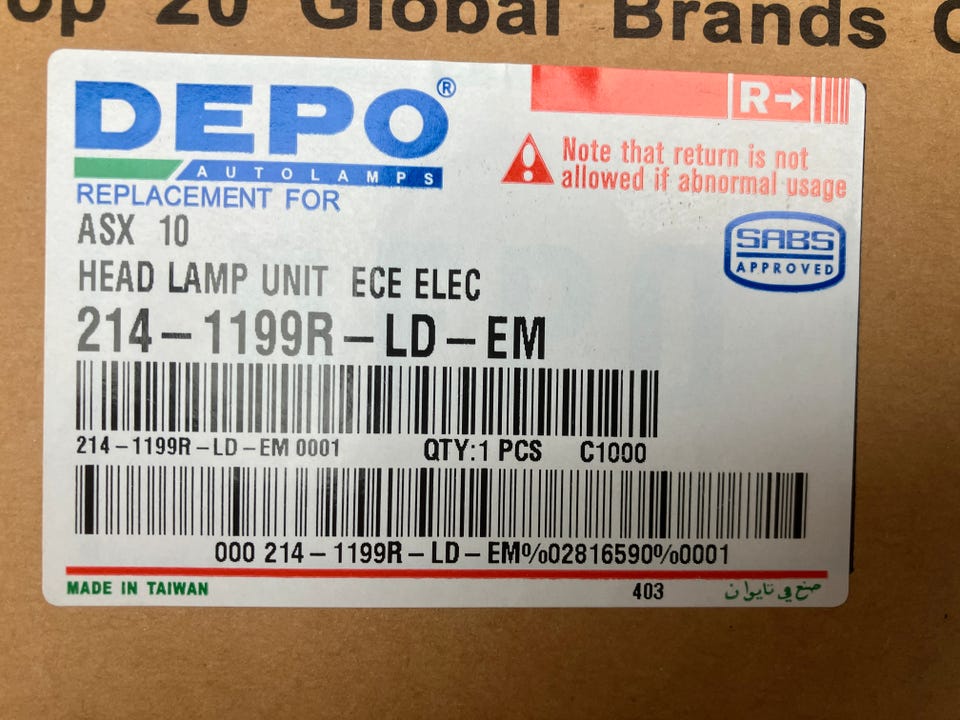 op 20 Global Brands
DEPO®
AUTOLAMPS
R→
Note that return is not
allowed if abnormal usage
REPLACEMENT FOR
ASX 10
SABS
APPROVED
HEAD LAMP UNIT ECE ELEC
214-1199R-LD-EM
214-1199R-LD-EM 0001 QTY:1 PCS C1000
000 214-1199R-LD-EM%02816590%0001
MADE IN TAIWAN 403 صنع في تايوان